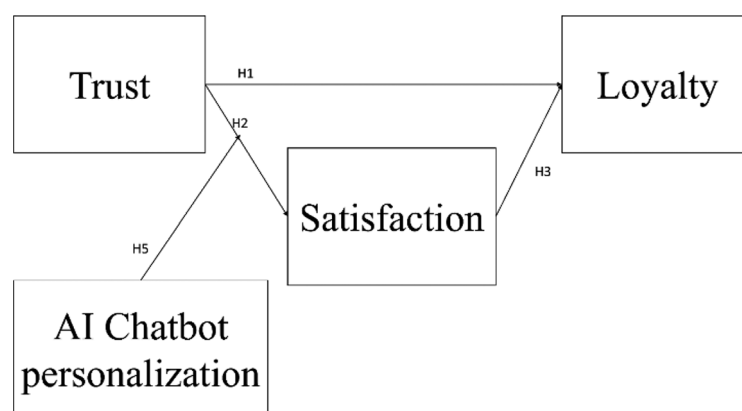 Trust
H1
Loyalty
H2
Satisfaction
H3
H5
AI Chatbot
personalization